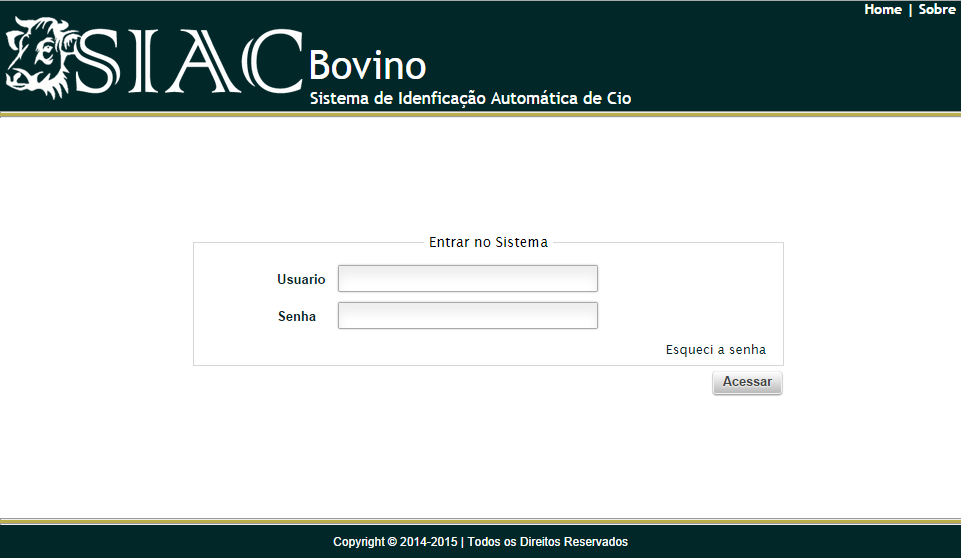 Home | Sobre
SIAC Bovino
Sistema de Idenficação Automática de Cio
Entrar no Sistema
Usuario
Senha
Esqueci a senha
Acessar
Copyright © 2014-2015 | Todos os Direitos Reservados